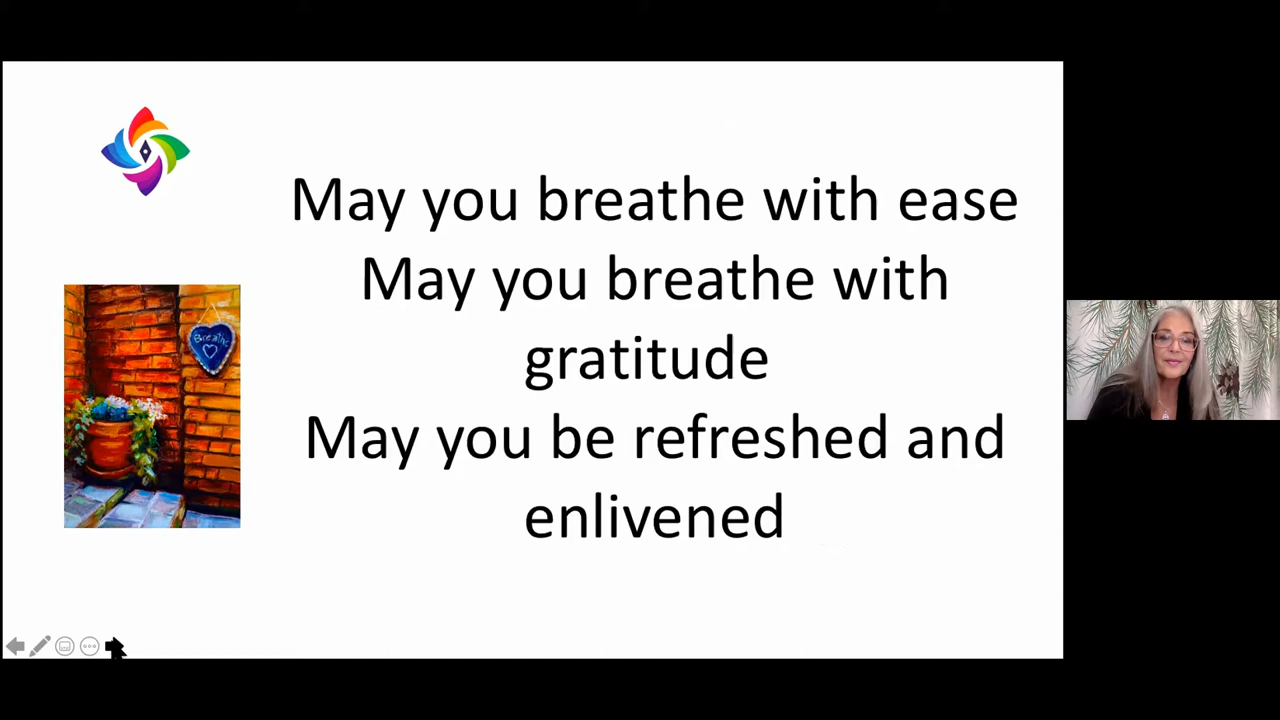 May you breathe with ease
May you breathe with
gratitude
May you be refreshed and
enlivened
Breathe